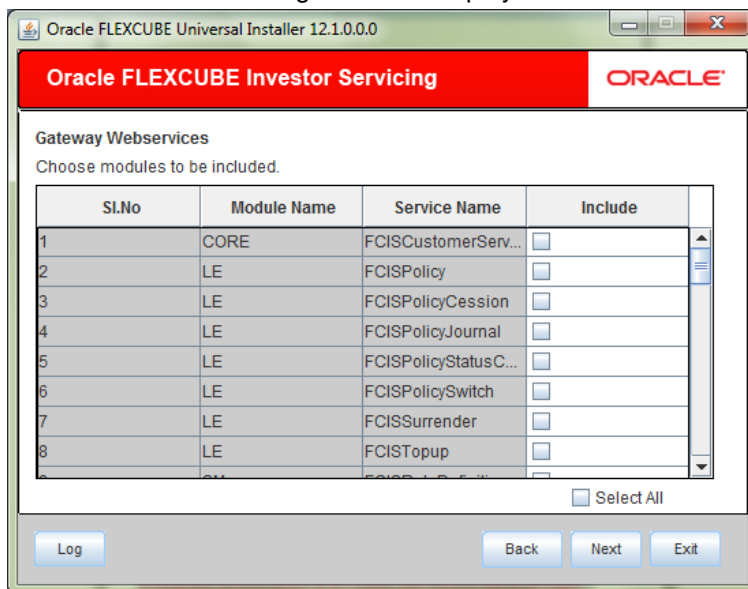 Oracle FLEXCUBE Universal Installer 12.1.0.0.0
Oracle FLEXCUBE Investor Servicing ORACLE
Gateway Webservices
Choose modules to be included.
Sl.No Module Name Service Name Include
1 CORE FCISCustomerServ...
2 LE FCISPolicy
3 LE FCISPolicyCession
4 LE FCISPolicyJournal
5 LE FCISPolicyStatusC...
6 LE FCISPolicySwitch
7 LE FCISSurrender
8 LE FCISTopup
Select All
Log Back Next Exit